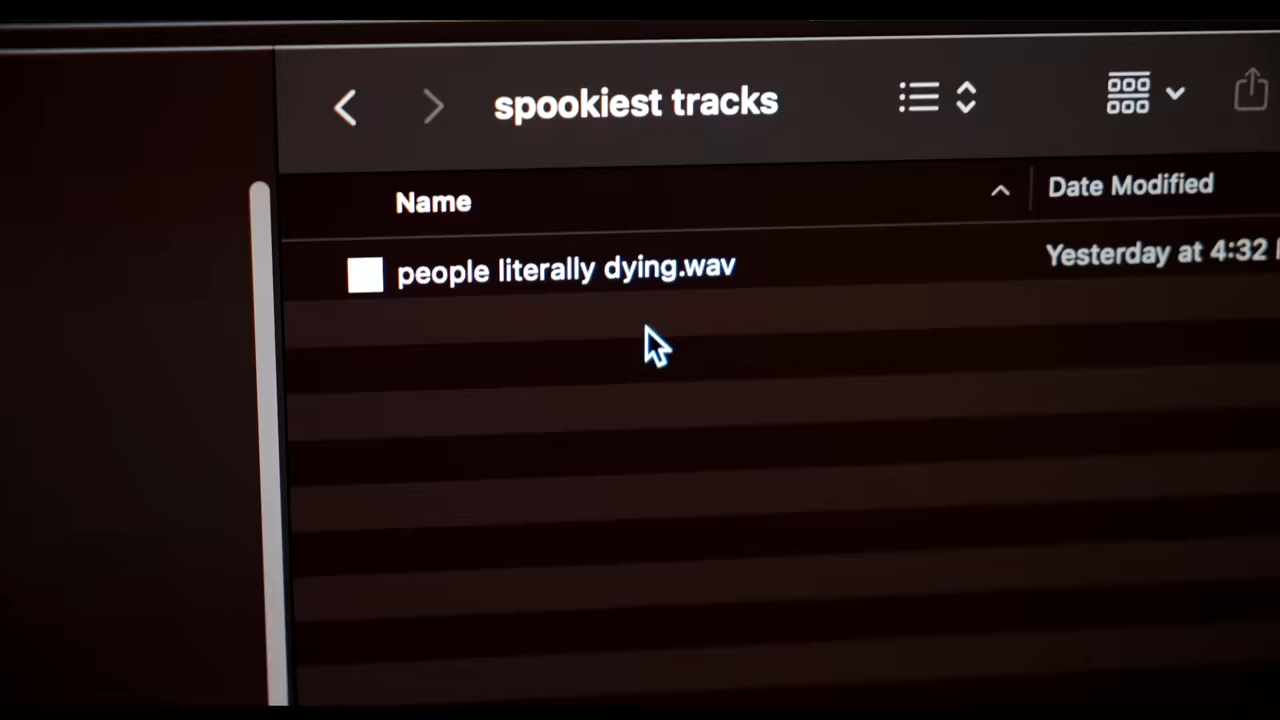 spookiest tracks
Name
Date Modified
people literally dying.wav
Yesterday at 4:32